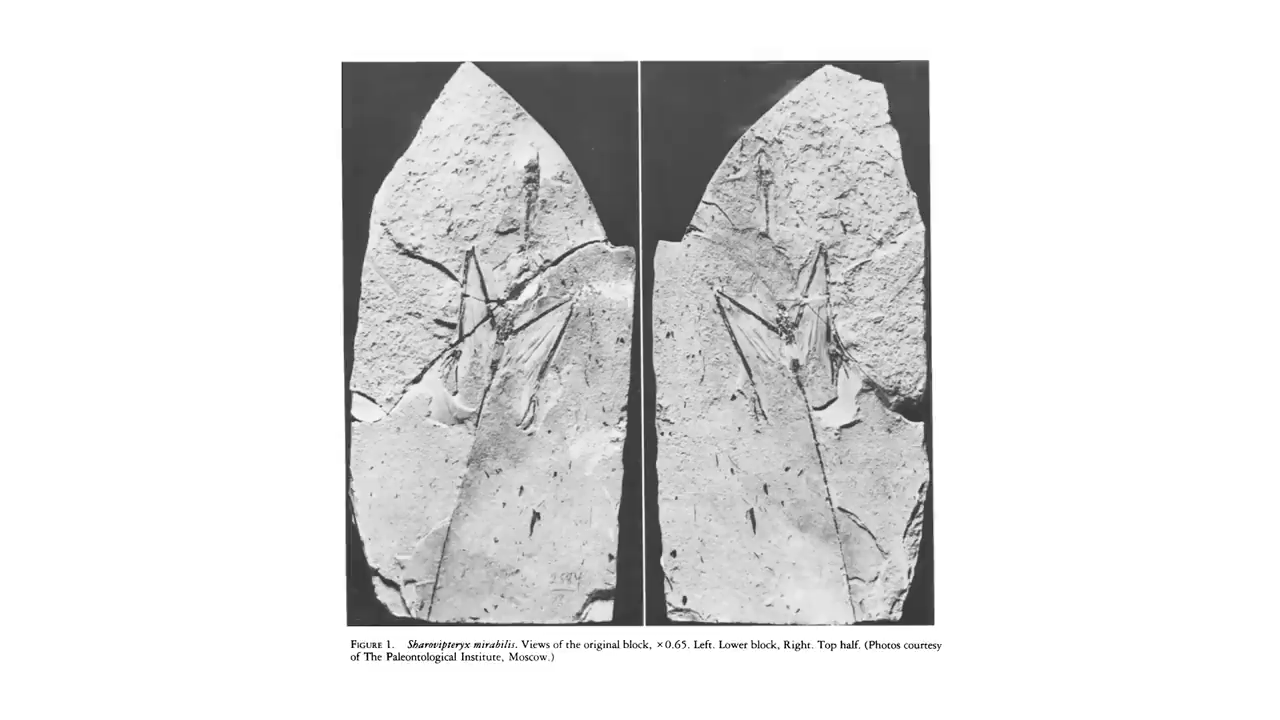 2584
FIGURE 1. Sharovipteryx mirabilis. Views of the original block, ×0.65. Left. Lower block, Right. Top half. (Photos courtesy
of The Paleontological Institute, Moscow.)